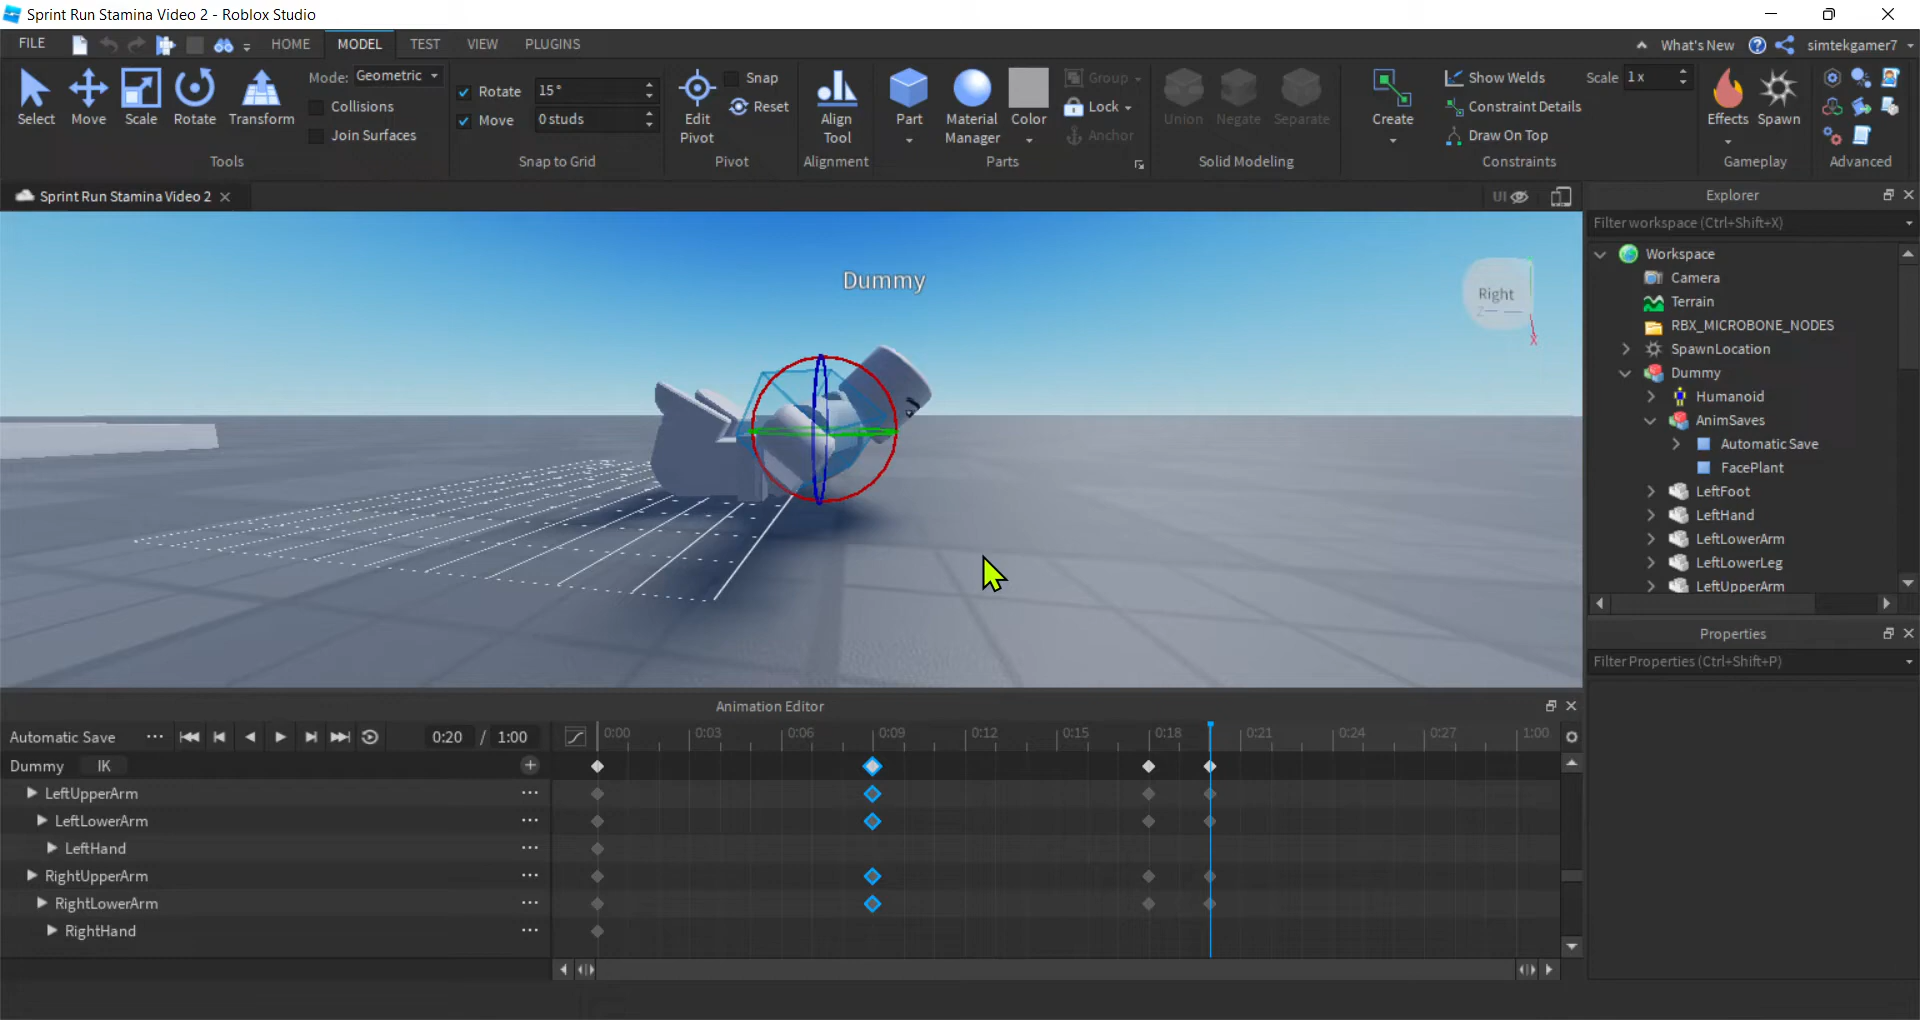 Sprint Run Stamina Video 2 - Roblox Studio
FILE HOME MODEL TEST VIEW PLUGINS What's New simtekgamer7
Select Move Scale Rotate Transform
Mode: Geometric
Collisions
Join Surfaces
Tools
Rotate 15°
Move 0 studs
Snap to Grid
Edit Pivot
Snap
Reset
Pivot
Align Tool
Alignment
Part
Material Manager
Color
Group
Lock
Anchor
Parts
Union Negate Separate
Solid Modeling
Create
Show Welds
Constraint Details
Draw On Top
Scale 1 x
Constraints
Effects Spawn
Gameplay
Advanced
Sprint Run Stamina Video 2
UI
Dummy
Right
Z
X
Explorer
Filter workspace (Ctrl+Shift+X)
Workspace
Camera
Terrain
RBX_MICROBONE_NODES
SpawnLocation
Dummy
Humanoid
AnimSaves
Automatic Save
FacePlant
LeftFoot
LeftHand
LeftLowerArm
LeftLowerLeg
LeftUpperArm
Properties
Filter Properties (Ctrl+Shift+P)
Animation Editor
Automatic Save 0:20 / 1:00 0:00 0:03 0:06 0:09 0:12 0:15 0:18 0:21 0:24 0:27 1:00
Dummy IK
LeftUpperArm
LeftLowerArm
LeftHand
RightUpperArm
RightLowerArm
RightHand